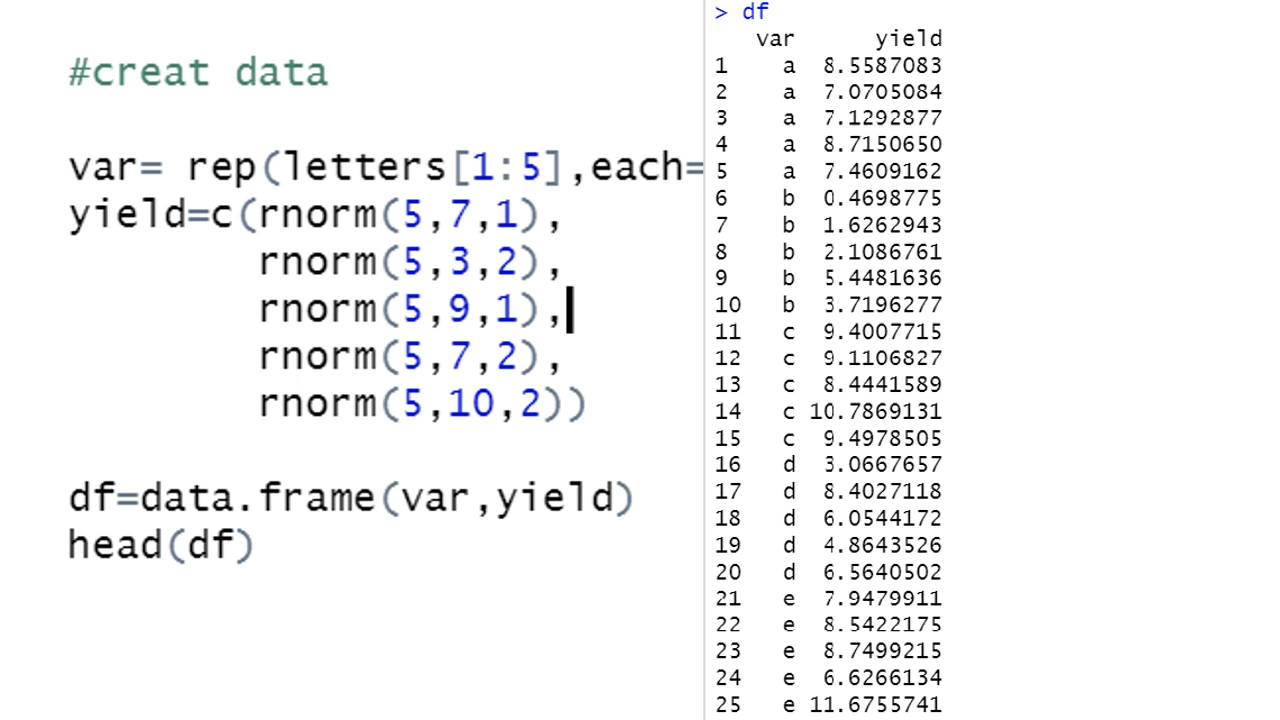 #creat data
var= rep(letters[1:5],each=
yield=c(rnorm(5,7,1),
rnorm(5,3,2),
rnorm(5,9,1),
rnorm(5,7,2),
rnorm(5,10,2))
df=data.frame(var,yield)
head(df)
> df
var yield
1 a 8.5587083
2 a 7.0705084
3 a 7.1292877
4 a 8.7150650
5 a 7.4609162
6 b 0.4698775
7 b 1.6262943
8 b 2.1086761
9 b 5.4481636
10 b 3.7196277
11 c 9.4007715
12 c 9.1106827
13 c 8.4441589
14 c 10.7869131
15 c 9.4978505
16 d 3.0667657
17 d 8.4027118
18 d 6.0544172
19 d 4.8643526
20 d 6.5640502
21 e 7.9479911
22 e 8.5422175
23 e 8.7499215
24 e 6.6266134
25 e 11.6755741